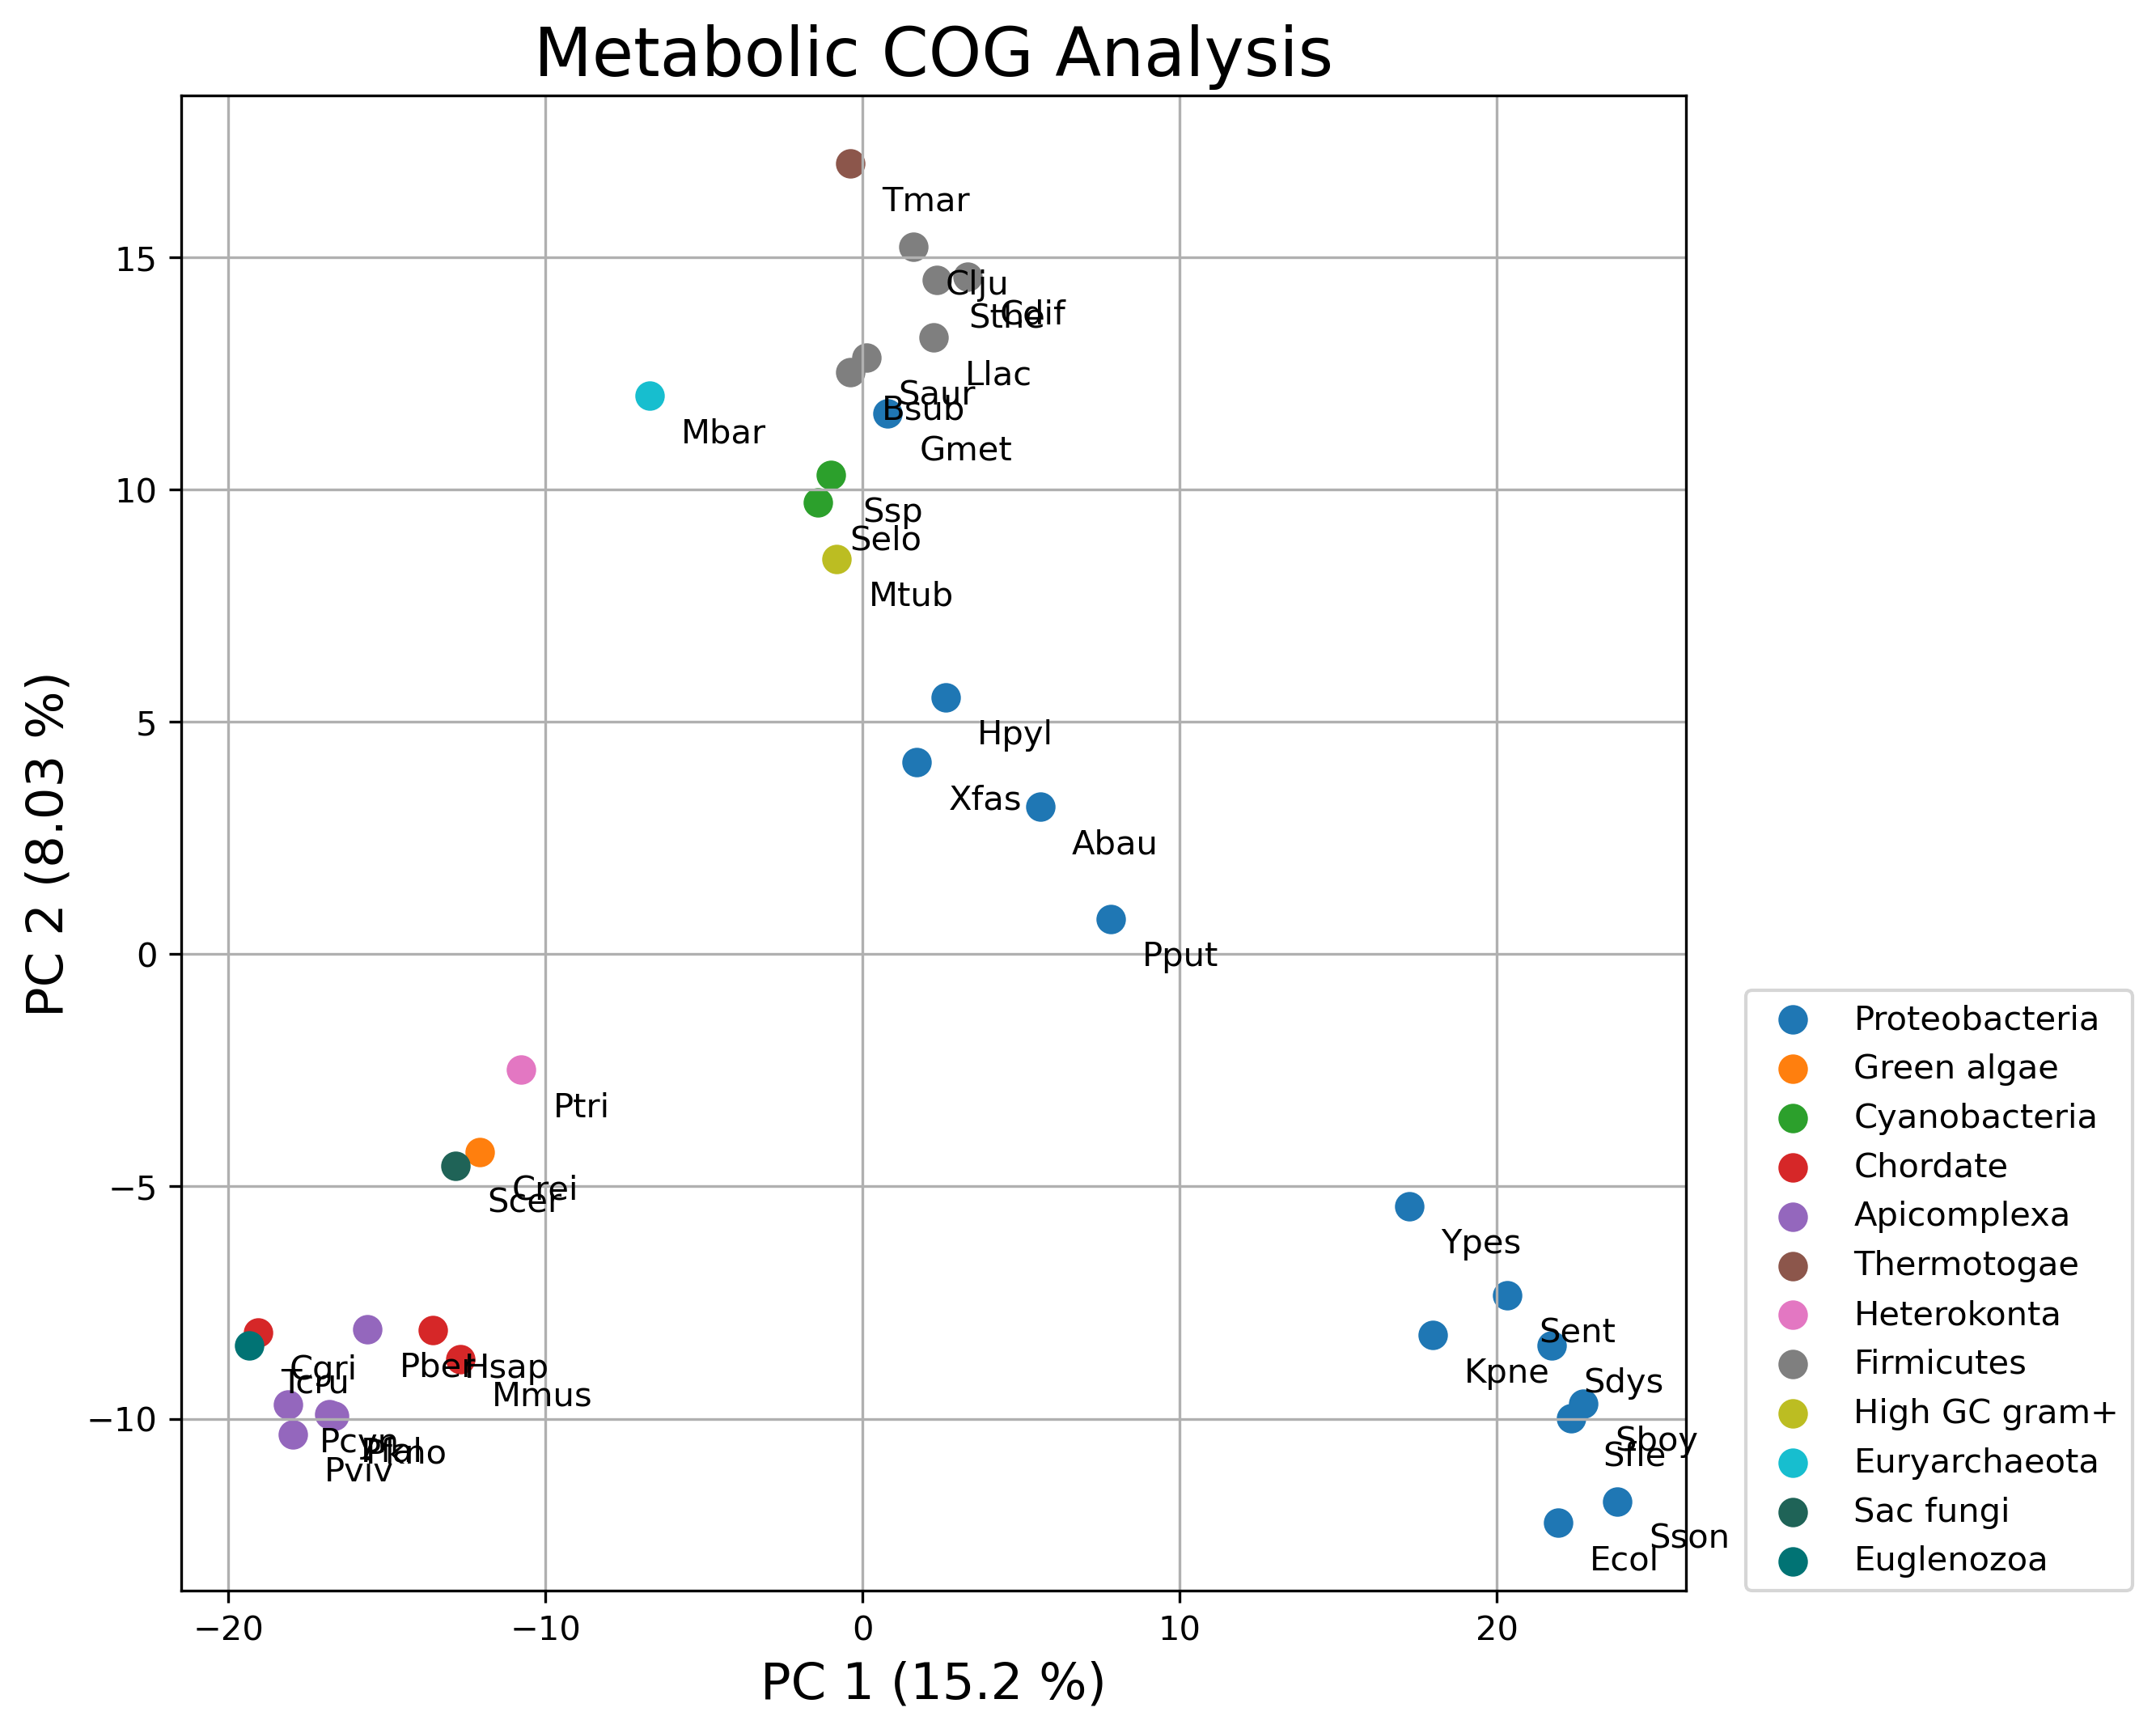 Metabolic COG Analysis
PC 2 (8.03 %)
15
10
5
0
−5
−10
Tmar
Clju
Sthe
Cdif
Llac
Saur
Bsub
Mbar
Gmet
Ssp
Selo
Mtub
Hpyl
Xfas
Abau
Pput
Ptri
Crei
Scer
Ypes
Sent
Kpne
Sdys
Cgri
Tcru
Pber
Hsap
Mmus
Pcyn
Pfal
Pkno
Pviv
Sboy
Sfle
Sson
Ecol
−20
−10
0
10
20
PC 1 (15.2 %)
Proteobacteria
Green algae
Cyanobacteria
Chordate
Apicomplexa
Thermotogae
Heterokonta
Firmicutes
High GC gram+
Euryarchaeota
Sac fungi
Euglenozoa